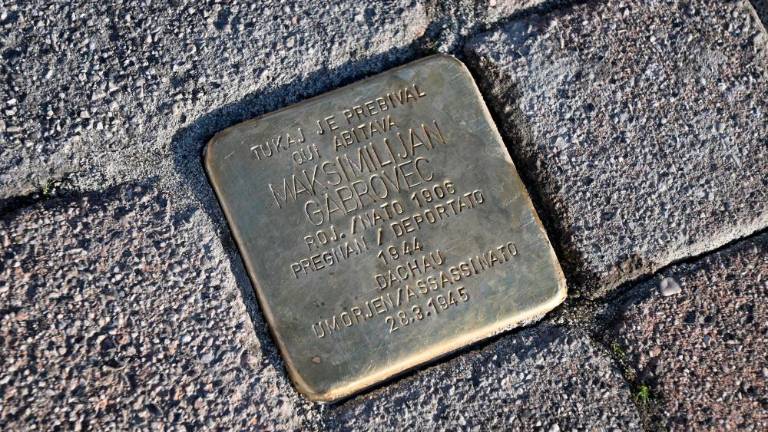 TUKAJ JE PREBIVAL
QUI ABITAVA
MAKSIMILIJAN
GABROVEC
ROJ./NATO 1906
PREGNAN / DEPORTATO
1944
DACHAU
UMORJEN/ASSASSINATO
28.3.1945